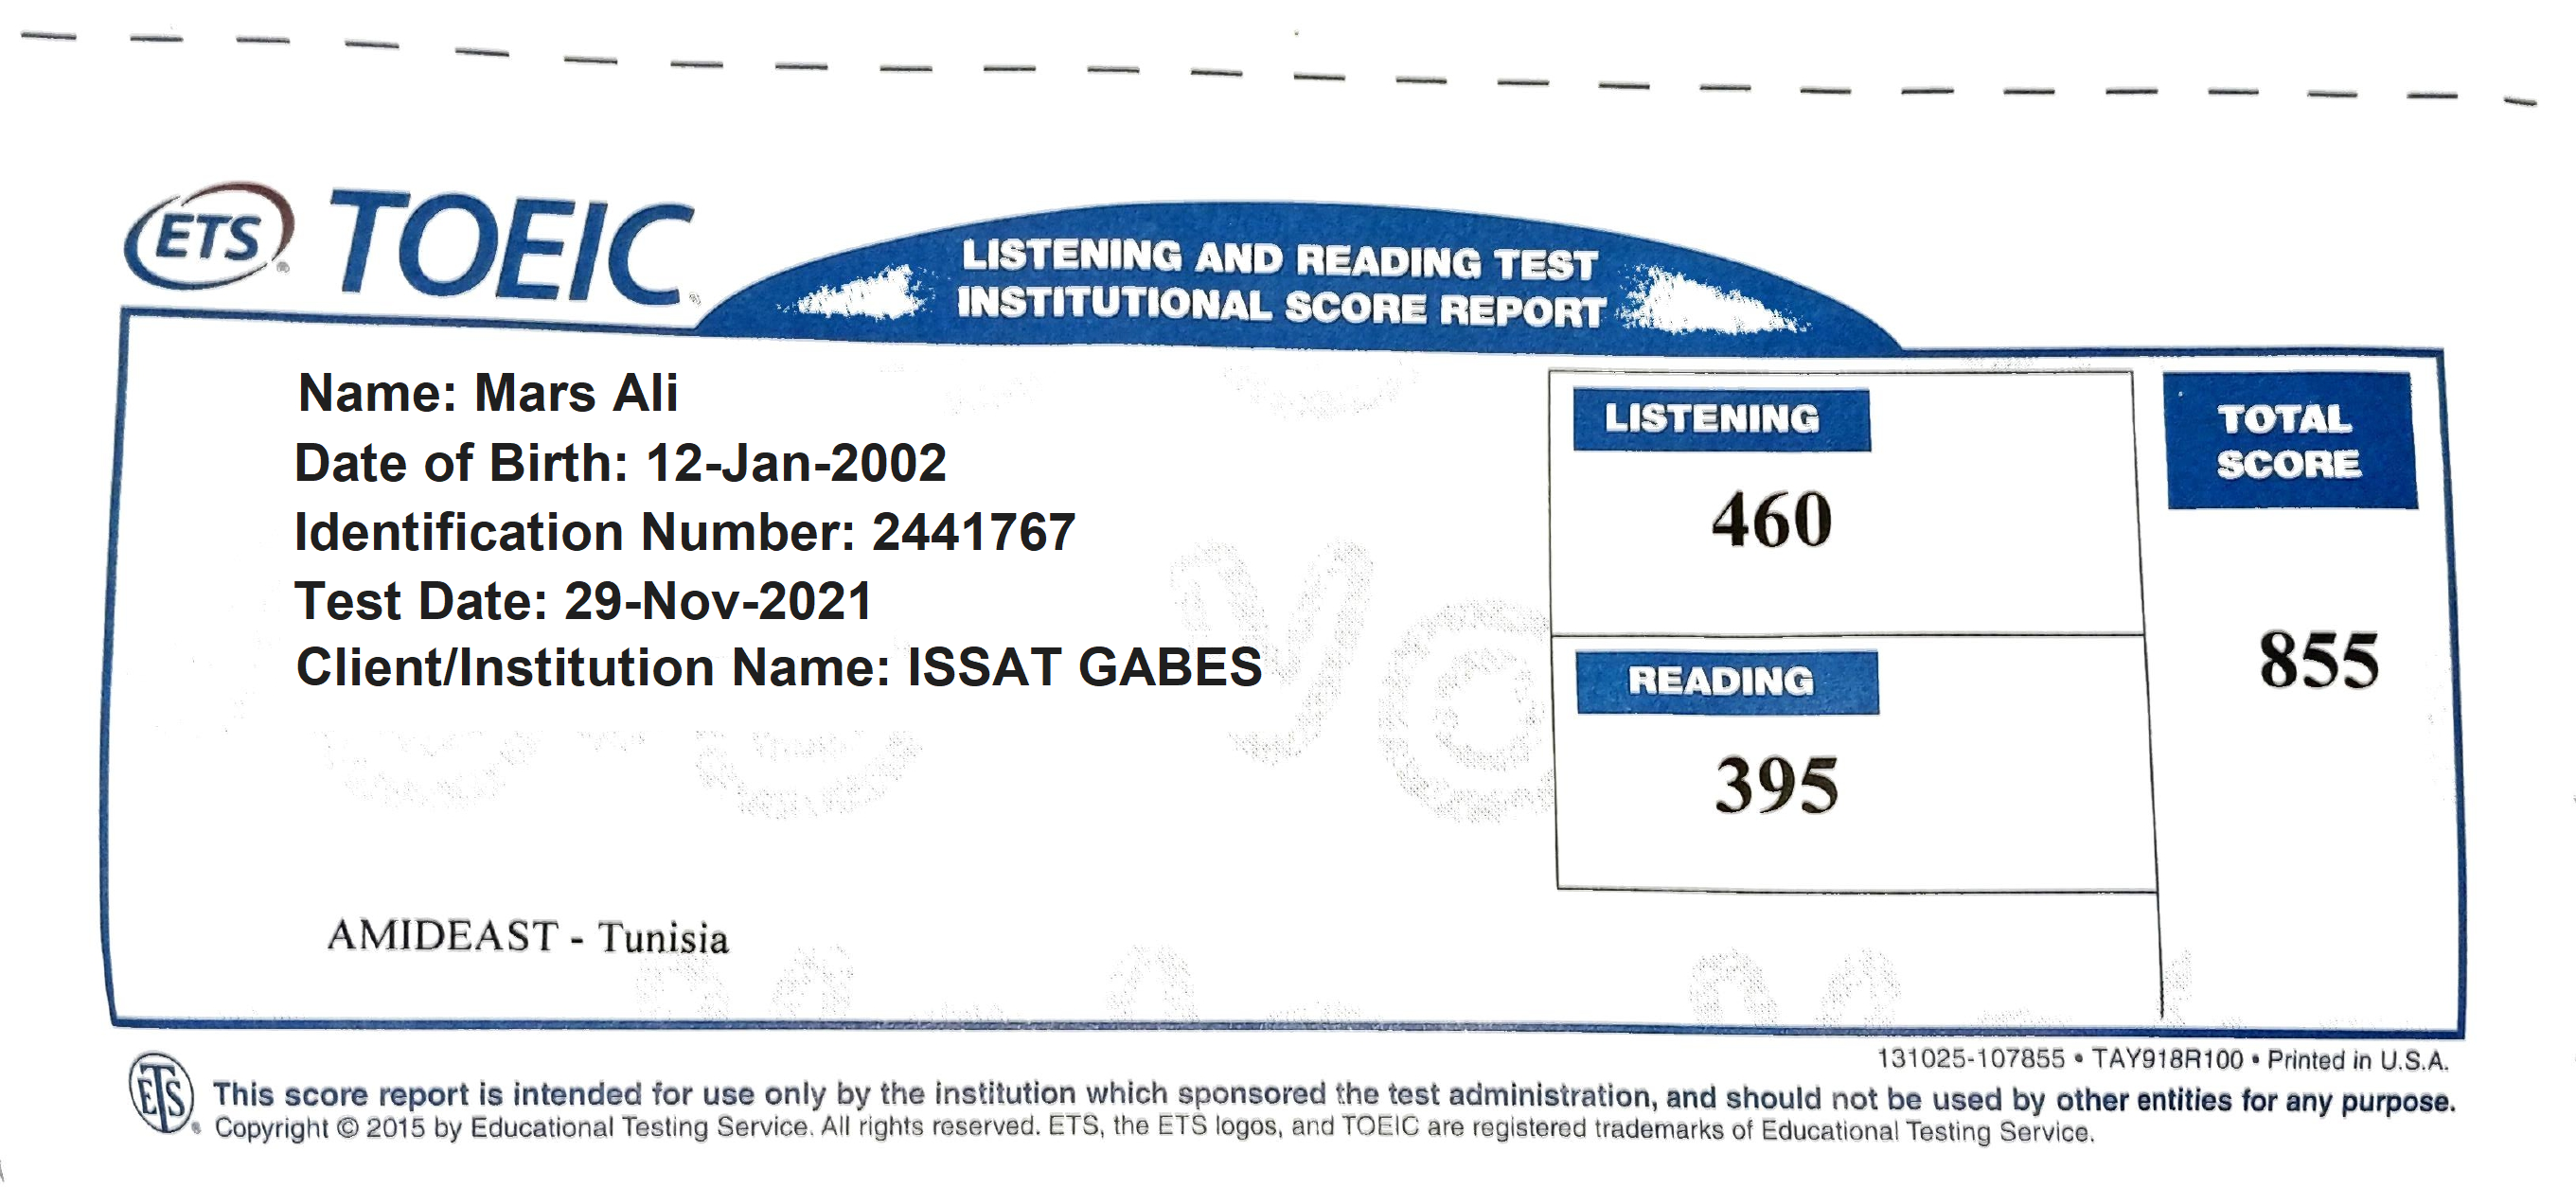 ETS® TOEIC®
LISTENING AND READING TEST
INSTITUTIONAL SCORE REPORT
Name: Mars Ali
Date of Birth: 12-Jan-2002
Identification Number: 2441767
Test Date: 29-Nov-2021
Client/Institution Name: ISSAT GABES
AMIDEAST - Tunisia
LISTENING
460
READING
395
TOTAL
SCORE
855
131025-107855 • TAY918R100 • Printed in U.S.A.
ETS®
This score report is intended for use only by the institution which sponsored the test administration, and should not be used by other entities for any purpose.
Copyright © 2015 by Educational Testing Service. All rights reserved. ETS, the ETS logos, and TOEIC are registered trademarks of Educational Testing Service.